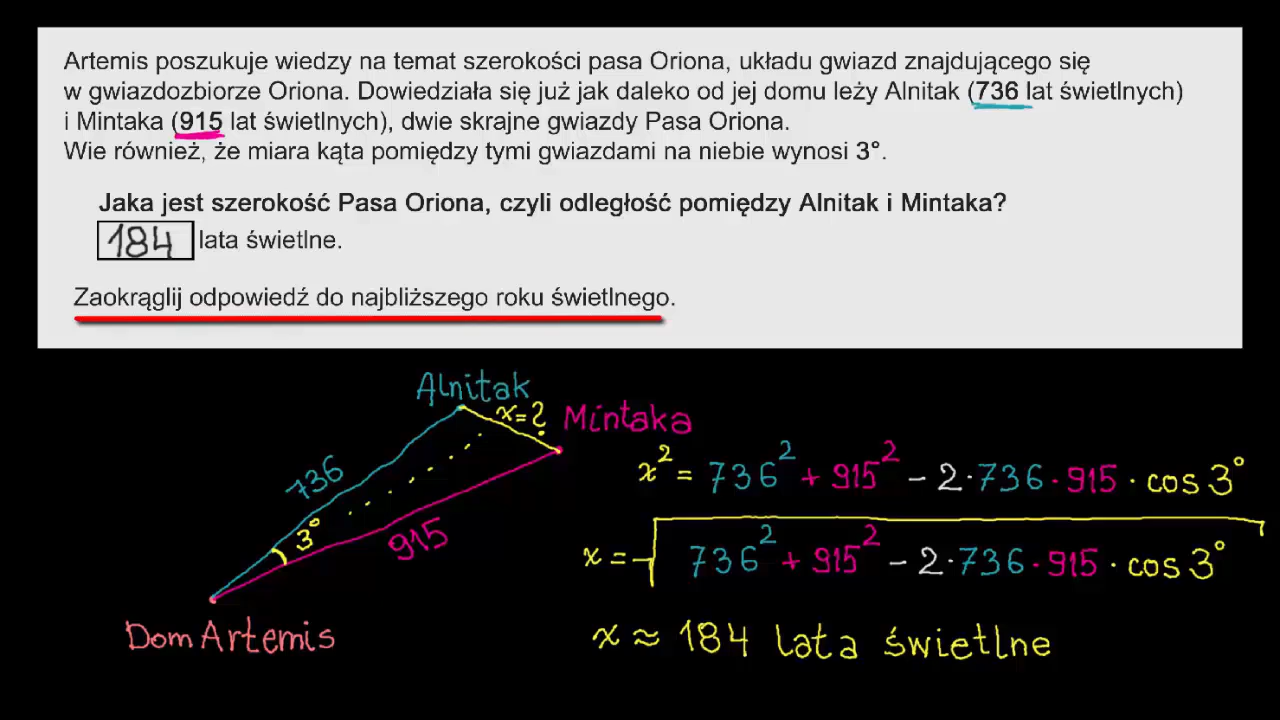 Artemis poszukuje wiedzy na temat szerokości pasa Oriona, układu gwiazd znajdującego się
w gwiazdozbiorze Oriona. Dowiedziała się już jak daleko od jej domu leży Alnitak (736 lat świetlnych)
i Mintaka (915 lat świetlnych), dwie skrajne gwiazdy Pasa Oriona.
Wie również, że miara kąta pomiędzy tymi gwiazdami na niebie wynosi 3°.
Jaka jest szerokość Pasa Oriona, czyli odległość pomiędzy Alnitak i Mintaka?
184 lata świetlne.
Zaokrąglij odpowiedź do najbliższego roku świetlnego.
Alnitak
x=?
Mintaka
736
3°
915
Dom Artemis
x² = 736² + 915² - 2·736·915·cos 3°
x = √736² + 915² - 2·736·915·cos 3°
x ≈ 184 lata świetlne